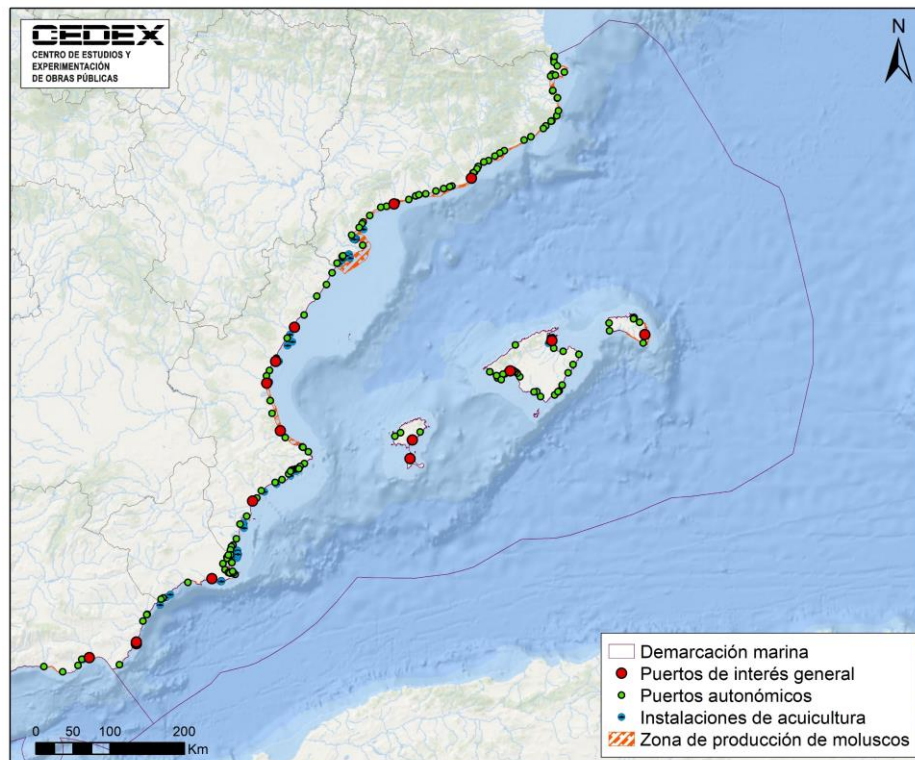 CEDEX
CENTRO DE ESTUDIOS Y
EXPERIMENTACIÓN
DE OBRAS PÚBLICAS
N
Demarcación marina
Puertos de interés general
Puertos autonómicos
Instalaciones de acuicultura
Zona de producción de moluscos
0 50 100 200
Km